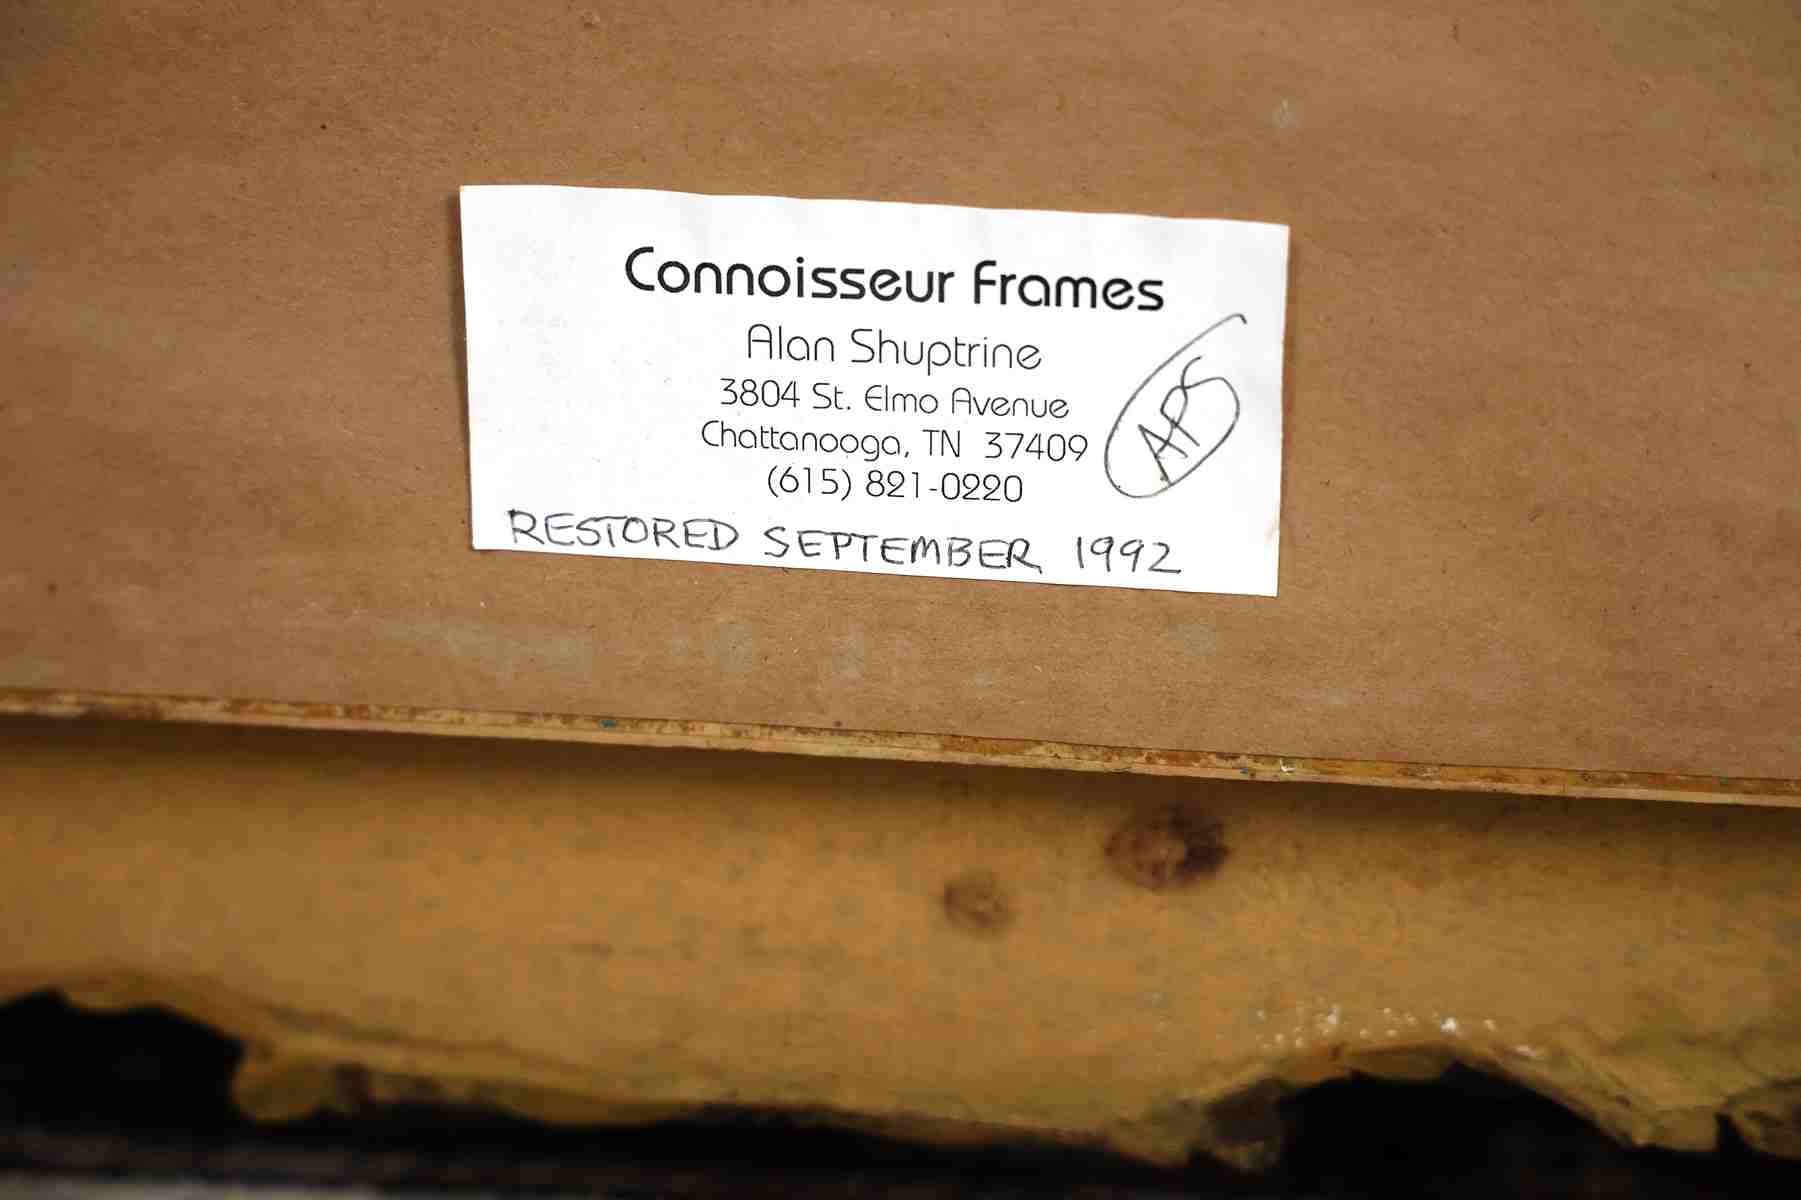 Connoisseur Frames
Alan Shuptrine
3804 St. Elmo Avenue
Chattanooga, TN 37409
(615) 821-0220
APS
RESTORED SEPTEMBER 1992